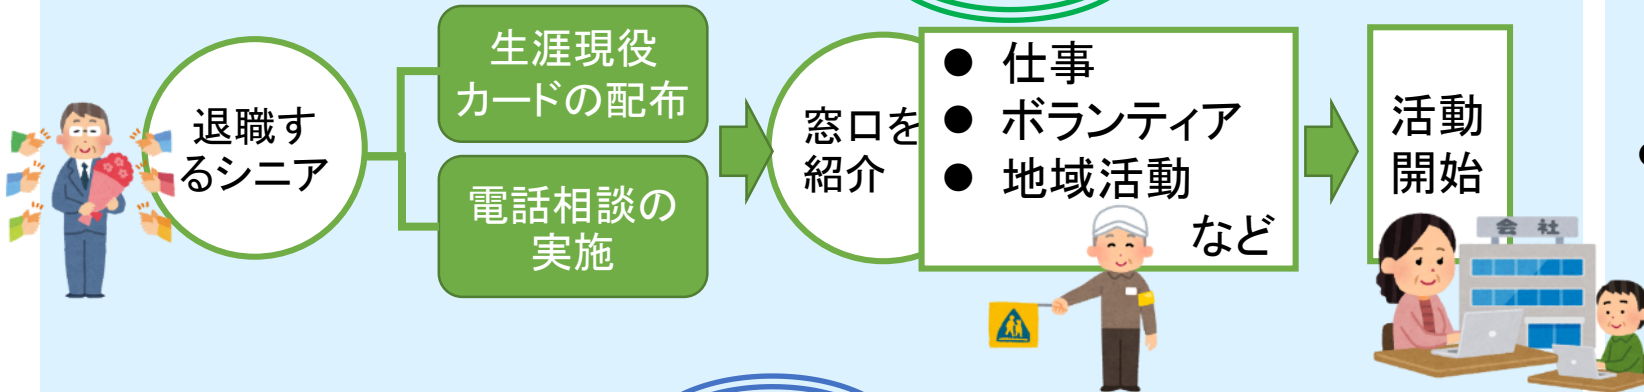 退職す
るシニア
生涯現役
カードの配布
電話相談の
実施
窓口を
紹介
● 仕事
● ボランティア
● 地域活動
など
活動
開始
会社
●